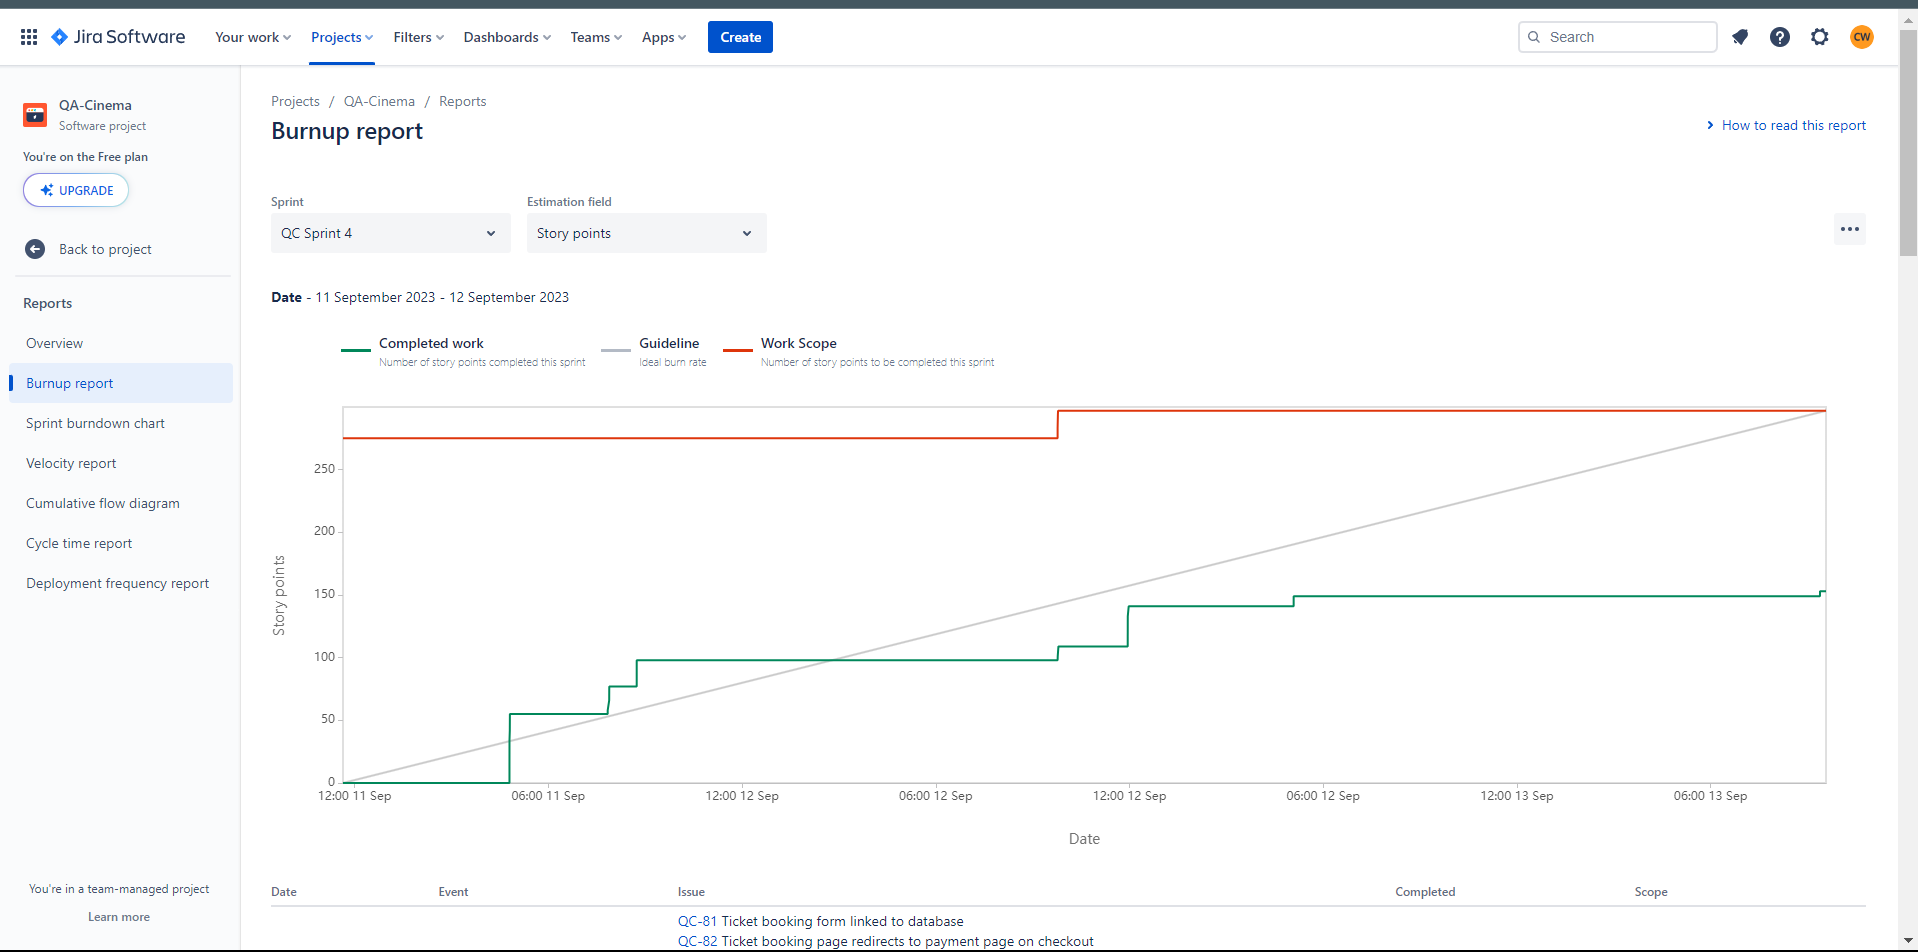 Jira Software
Your work
Projects
Filters
Dashboards
Teams
Apps
Create
Search
CW
QA-Cinema
Software project
You're on the Free plan
UPGRADE
Back to project
Reports
Overview
Burnup report
Sprint burndown chart
Velocity report
Cumulative flow diagram
Cycle time report
Deployment frequency report
You're in a team-managed project
Learn more
Projects / QA-Cinema / Reports
Burnup report
How to read this report
Sprint
QC Sprint 4
Estimation field
Story points
Date - 11 September 2023 - 12 September 2023
Completed work
Number of story points completed this sprint
Guideline
Ideal burn rate
Work Scope
Number of story points to be completed this sprint
250
200
150
100
50
0
Story points
12:00 11 Sep
06:00 11 Sep
12:00 12 Sep
06:00 12 Sep
12:00 12 Sep
06:00 12 Sep
12:00 13 Sep
06:00 13 Sep
Date
Date
Event
Issue
Completed
Scope
QC-81 Ticket booking form linked to database
QC-82 Ticket booking page redirects to payment page on checkout